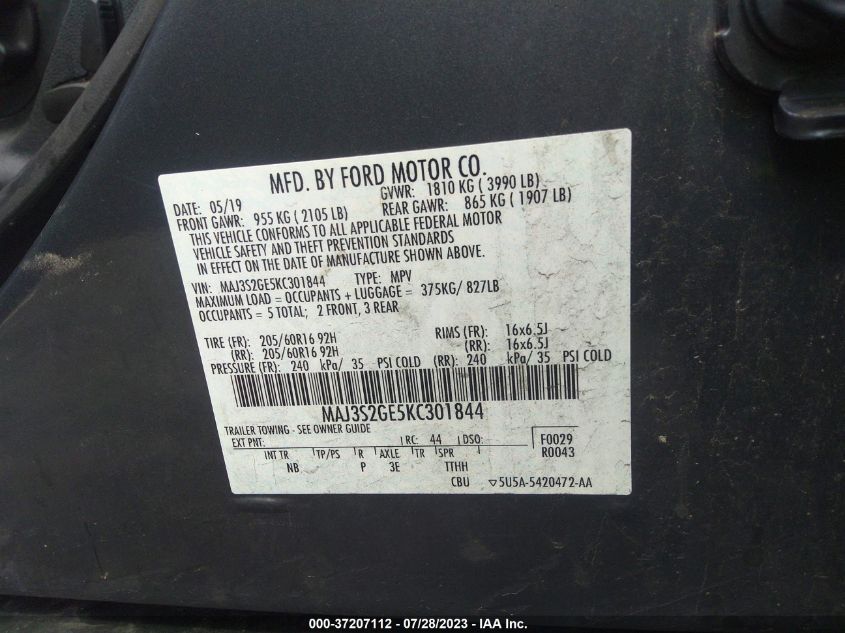 MFD. BY FORD MOTOR CO.
DATE: 05/19 GVWR: 1810 KG ( 3990 LB)
FRONT GAWR: 955 KG ( 2105 LB) REAR GAWR: 865 KG ( 1907 LB)
THIS VEHICLE CONFORMS TO ALL APPLICABLE FEDERAL MOTOR
VEHICLE SAFETY AND THEFT PREVENTION STANDARDS
IN EFFECT ON THE DATE OF MANUFACTURE SHOWN ABOVE.
VIN: MAJ3S2GE5KC301844 TYPE: MPV
MAXIMUM LOAD = OCCUPANTS + LUGGAGE = 375KG/ 827LB
OCCUPANTS = 5 TOTAL; 2 FRONT, 3 REAR
TIRE (FR): 205/60R16 92H RIMS (FR): 16x6.5J
(RR): 205/60R16 92H (RR): 16x6.5J
PRESSURE (FR): 240 kPa/ 35 PSI COLD (RR): 240 kPa/ 35 PSI COLD
MAJ3S2GE5KC301844
TRAILER TOWING - SEE OWNER GUIDE
EXT PNT: RC: 44 DSO: F0029
R0043
INT TR TP/PS R AXLE TR SPR
NB P 3E TTHH
CBU ▽5U5A-5420472-AA
000-37207112 - 07/28/2023 - IAA Inc.